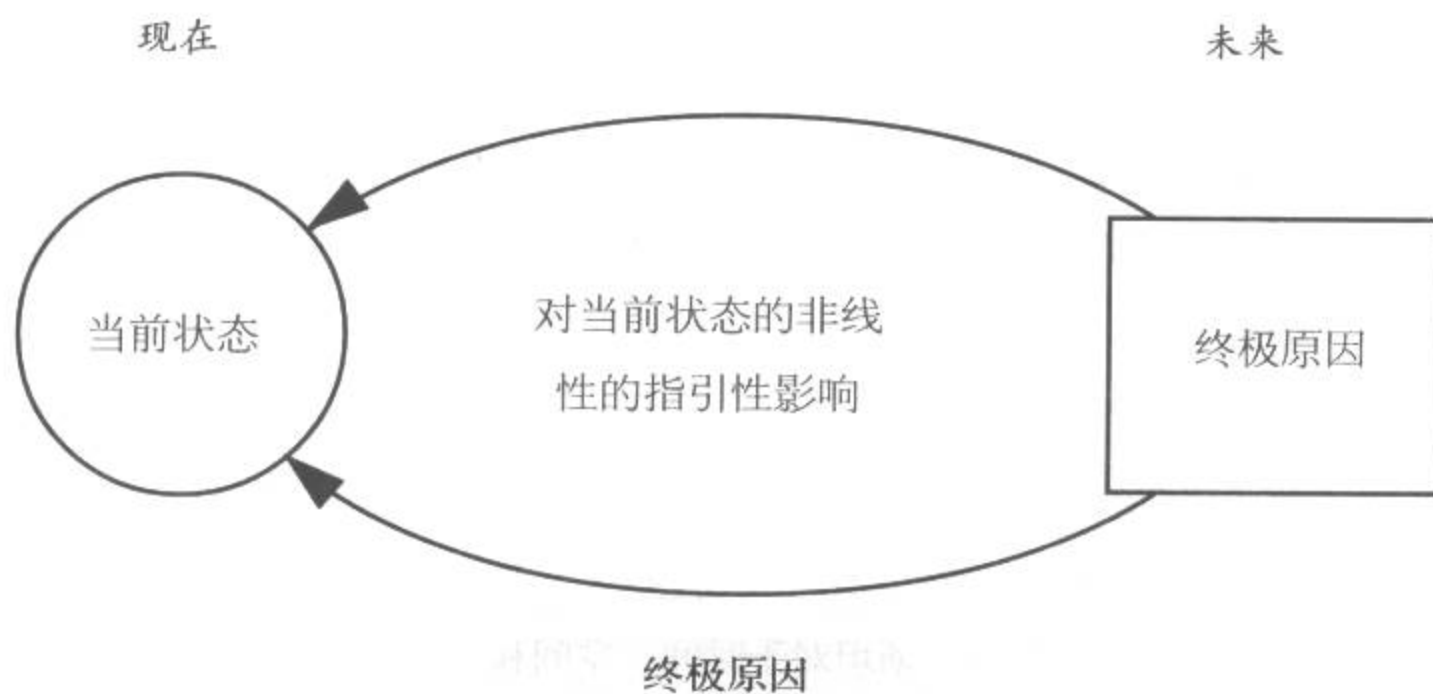 现在
未来
当前状态
对当前状态的非线
性的指引性影响
终极原因
终极原因